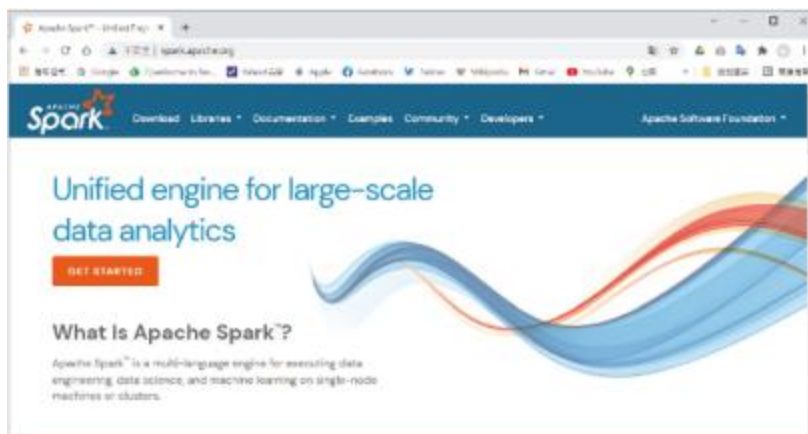 Apache Spark™ - Unified
spark.apache.org
Google
Yahoo
Apple
Facebook
Twitter
Wikipedia
Gmail
YouTube
APACHE
Spark
Download
Libraries
Documentation
Examples
Community
Developers
Apache Software Foundation
Unified engine for large-scale
data analytics
GET STARTED
What Is Apache Spark™?
Apache Spark™ is a multi-language engine for executing data
engineering, data science, and machine learning on single-node
machines or clusters.